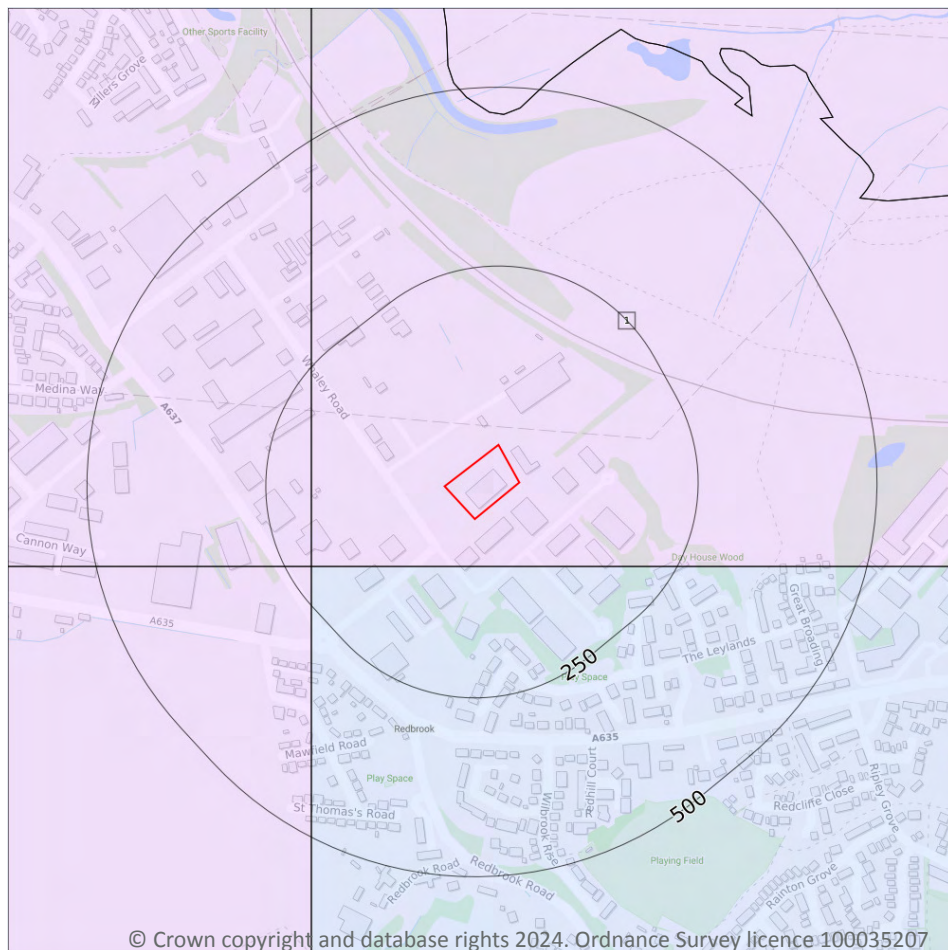 Other Sports Facility
llers Grove
1
Whaley Road
Medina Way
A637
Cannon Way
Day House Wood
A635
250
The Leylands
Great Broading
Play Space
Redbrook
A635
Mawfield Road
Play Space
St Thomas's Road
Redhill Court
Wilbrook Rise
500
Redcliffe Close
Ripley Grove
Playing Field
Redbrook Road
Redbrook Road
Rainton Grove
© Crown copyright and database rights 2024. Ordnance Survey licence 100035207